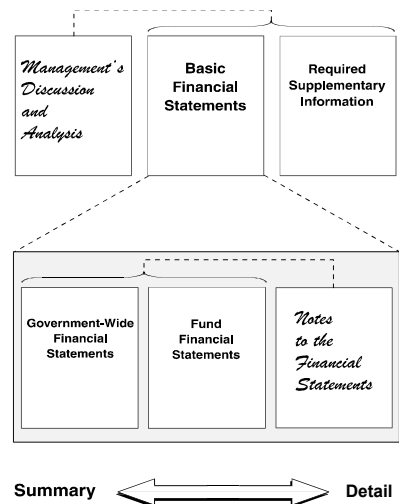 Management's
Discussion
and
Analysis
Basic
Financial
Statements
Required
Supplementary
Information
Government-Wide
Financial
Statements
Fund
Financial
Statements
Notes
to the
Financial
Statements
Summary
Detail